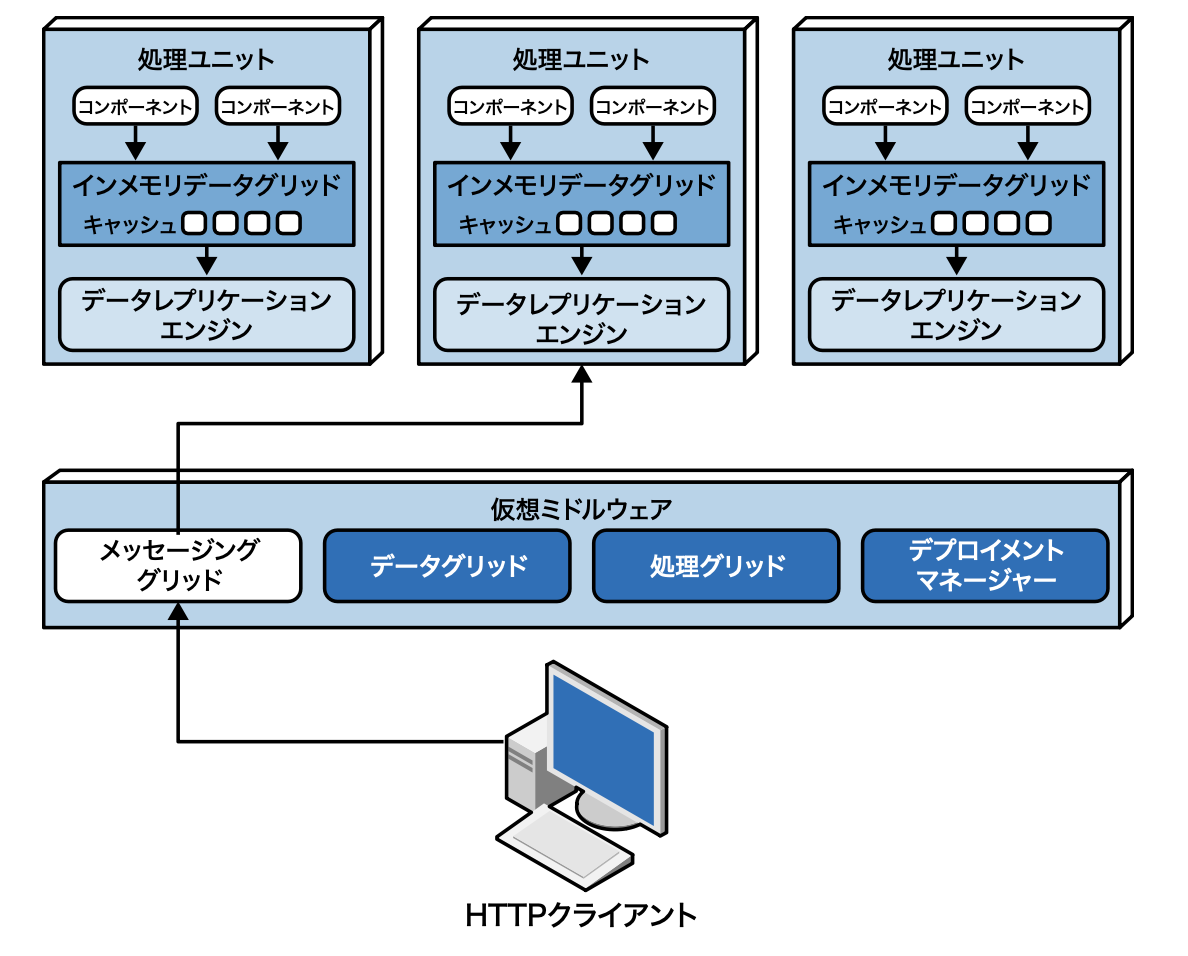 処理ユニット
コンポーネント コンポーネント
インメモリデータグリッド
キャッシュ
データレプリケーション
エンジン
処理ユニット
コンポーネント コンポーネント
インメモリデータグリッド
キャッシュ
データレプリケーション
エンジン
処理ユニット
コンポーネント コンポーネント
インメモリデータグリッド
キャッシュ
データレプリケーション
エンジン
仮想ミドルウェア
メッセージング
グリッド
データグリッド
処理グリッド
デプロイメント
マネージャー
HTTPクライアント